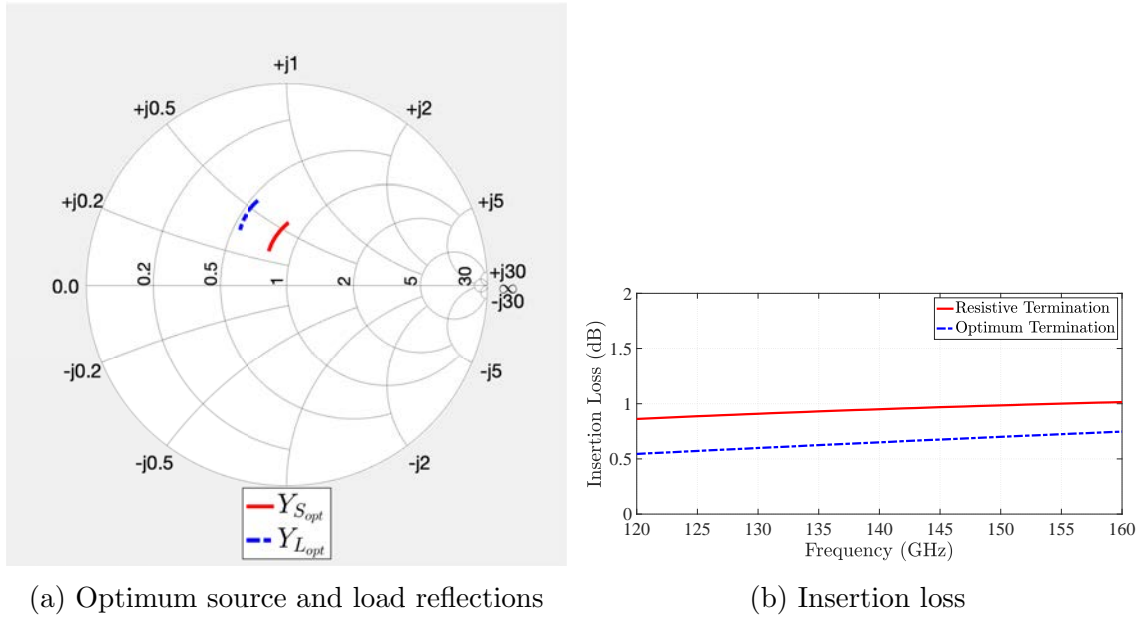 +j1
+j0.5
+j2
+j0.2
+j5
0.0
0.2
0.5
1
2
5
30
+j30
∞
-j30
-j0.2
-j5
-j0.5
-j2
Y_{S_{opt}}
Y_{L_{opt}}
(a) Optimum source and load reflections
Insertion Loss (dB)
2
1.5
1
0.5
0
Resistive Termination
Optimum Termination
120 125 130 135 140 145 150 155 160
Frequency (GHz)
(b) Insertion loss